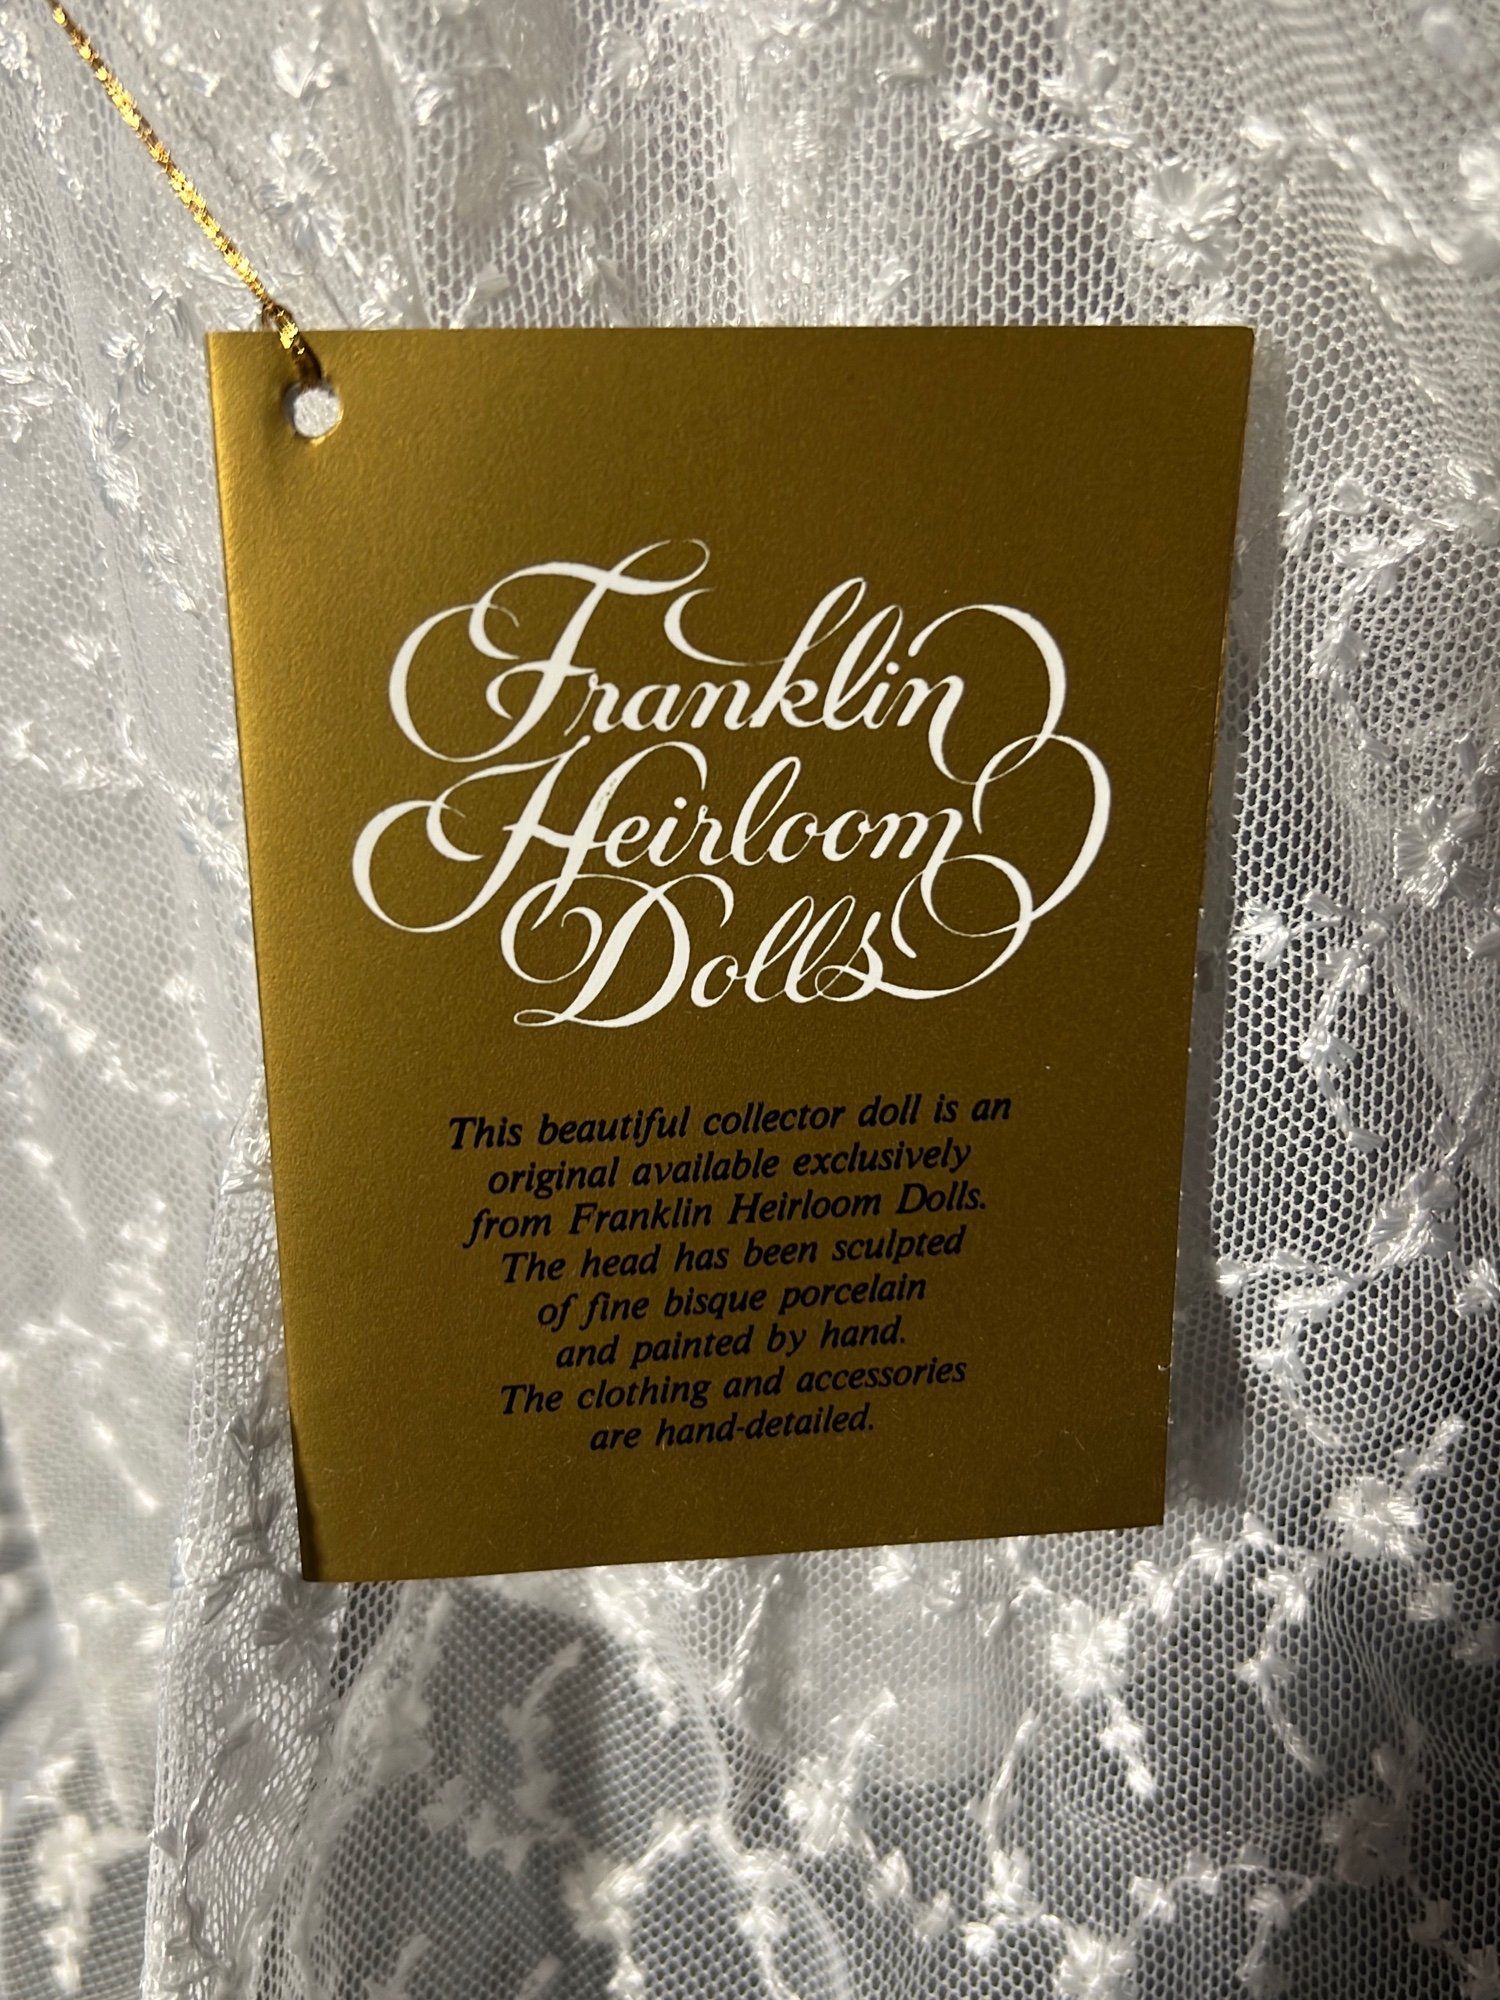 Franklin
Heirloom
Dolls
This beautiful collector doll is an
original available exclusively
from Franklin Heirloom Dolls.
The head has been sculpted
of fine bisque porcelain
and painted by hand.
The clothing and accessories
are hand-detailed.